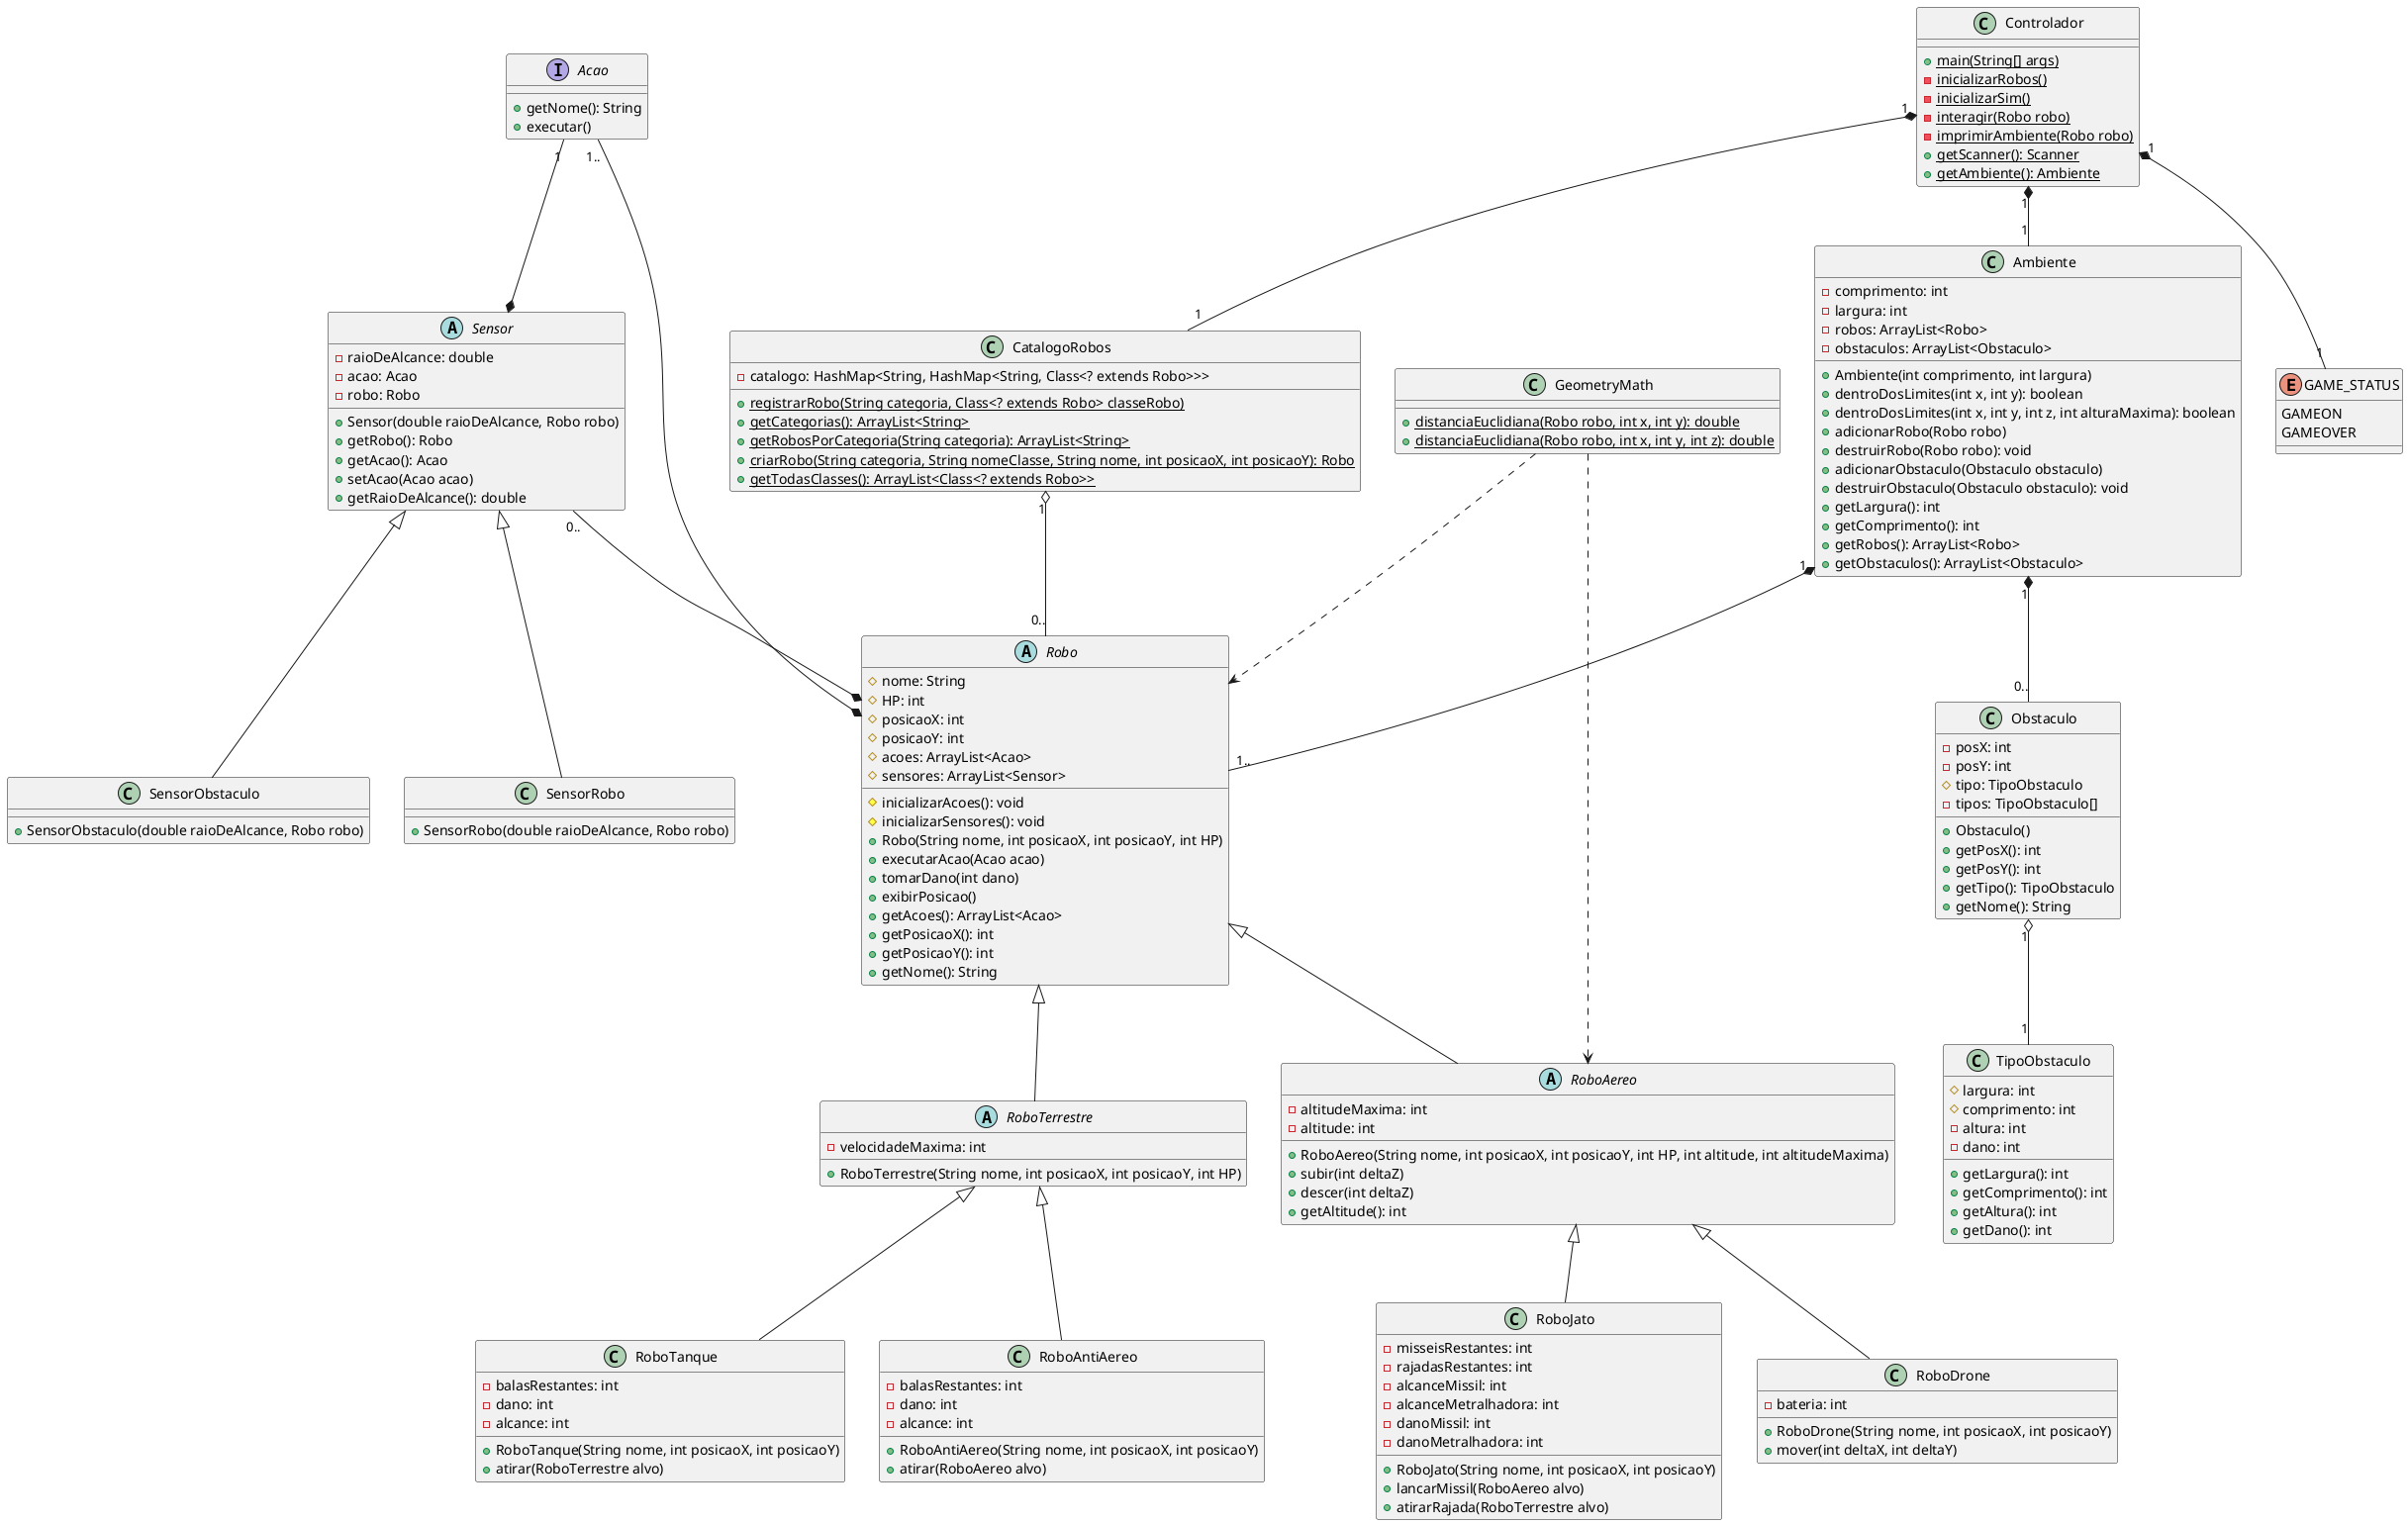 C Controlador
main(String[] args)
inicializarRobos()
inicializarSim()
interagir(Robo robo)
imprimirAmbiente(Robo robo)
getScanner(): Scanner
getAmbiente(): Ambiente
I Acao
getNome(): String
executar()
1
1..
1
1
1
1
1
1
A Sensor
raioDeAlcance: double
acao: Acao
robo: Robo
Sensor(double raioDeAlcance, Robo robo)
getRobo(): Robo
getAcao(): Acao
setAcao(Acao acao)
getRaioDeAlcance(): double
0..
C CatalogoRobos
catalogo: HashMap<String, HashMap<String, Class<? extends Robo>>>
registrarRobo(String categoria, Class<? extends Robo> classeRobo)
getCategorias(): ArrayList<String>
getRobosPorCategoria(String categoria): ArrayList<String>
criarRobo(String categoria, String nomeClasse, String nome, int posicaoX, int posicaoY): Robo
getTodasClasses(): ArrayList<Class<? extends Robo>>
1
0..
C GeometryMath
distanciaEuclidiana(Robo robo, int x, int y): double
distanciaEuclidiana(Robo robo, int x, int y, int z): double
C Ambiente
comprimento: int
largura: int
robos: ArrayList<Robo>
obstaculos: ArrayList<Obstaculo>
Ambiente(int comprimento, int largura)
dentroDosLimites(int x, int y): boolean
dentroDosLimites(int x, int y, int z, int alturaMaxima): boolean
adicionarRobo(Robo robo)
destruirRobo(Robo robo): void
adicionarObstaculo(Obstaculo obstaculo)
destruirObstaculo(Obstaculo obstaculo): void
getLargura(): int
getComprimento(): int
getRobos(): ArrayList<Robo>
getObstaculos(): ArrayList<Obstaculo>
1
1
1..
0..
E GAME_STATUS
GAMEON
GAMEOVER
C SensorObstaculo
SensorObstaculo(double raioDeAlcance, Robo robo)
C SensorRobo
SensorRobo(double raioDeAlcance, Robo robo)
A Robo
nome: String
HP: int
posicaoX: int
posicaoY: int
acoes: ArrayList<Acao>
sensores: ArrayList<Sensor>
inicializarAcoes(): void
inicializarSensores(): void
Robo(String nome, int posicaoX, int posicaoY, int HP)
executarAcao(Acao acao)
tomarDano(int dano)
exibirPosicao()
getAcoes(): ArrayList<Acao>
getPosicaoX(): int
getPosicaoY(): int
getNome(): String
C Obstaculo
posX: int
posY: int
tipo: TipoObstaculo
tipos: TipoObstaculo[]
Obstaculo()
getPosX(): int
getPosY(): int
getTipo(): TipoObstaculo
getNome(): String
1
1
A RoboTerrestre
velocidadeMaxima: int
RoboTerrestre(String nome, int posicaoX, int posicaoY, int HP)
A RoboAereo
altitudeMaxima: int
altitude: int
RoboAereo(String nome, int posicaoX, int posicaoY, int HP, int altitude, int altitudeMaxima)
subir(int deltaZ)
descer(int deltaZ)
getAltitude(): int
C TipoObstaculo
largura: int
comprimento: int
altura: int
dano: int
getLargura(): int
getComprimento(): int
getAltura(): int
getDano(): int
C RoboTanque
balasRestantes: int
dano: int
alcance: int
RoboTanque(String nome, int posicaoX, int posicaoY)
atirar(RoboTerrestre alvo)
C RoboAntiAereo
balasRestantes: int
dano: int
alcance: int
RoboAntiAereo(String nome, int posicaoX, int posicaoY)
atirar(RoboAereo alvo)
C RoboJato
misseisRestantes: int
rajadasRestantes: int
alcanceMissil: int
alcanceMetralhadora: int
danoMissil: int
danoMetralhadora: int
RoboJato(String nome, int posicaoX, int posicaoY)
lancarMissil(RoboAereo alvo)
atirarRajada(RoboTerrestre alvo)
C RoboDrone
bateria: int
RoboDrone(String nome, int posicaoX, int posicaoY)
mover(int deltaX, int deltaY)